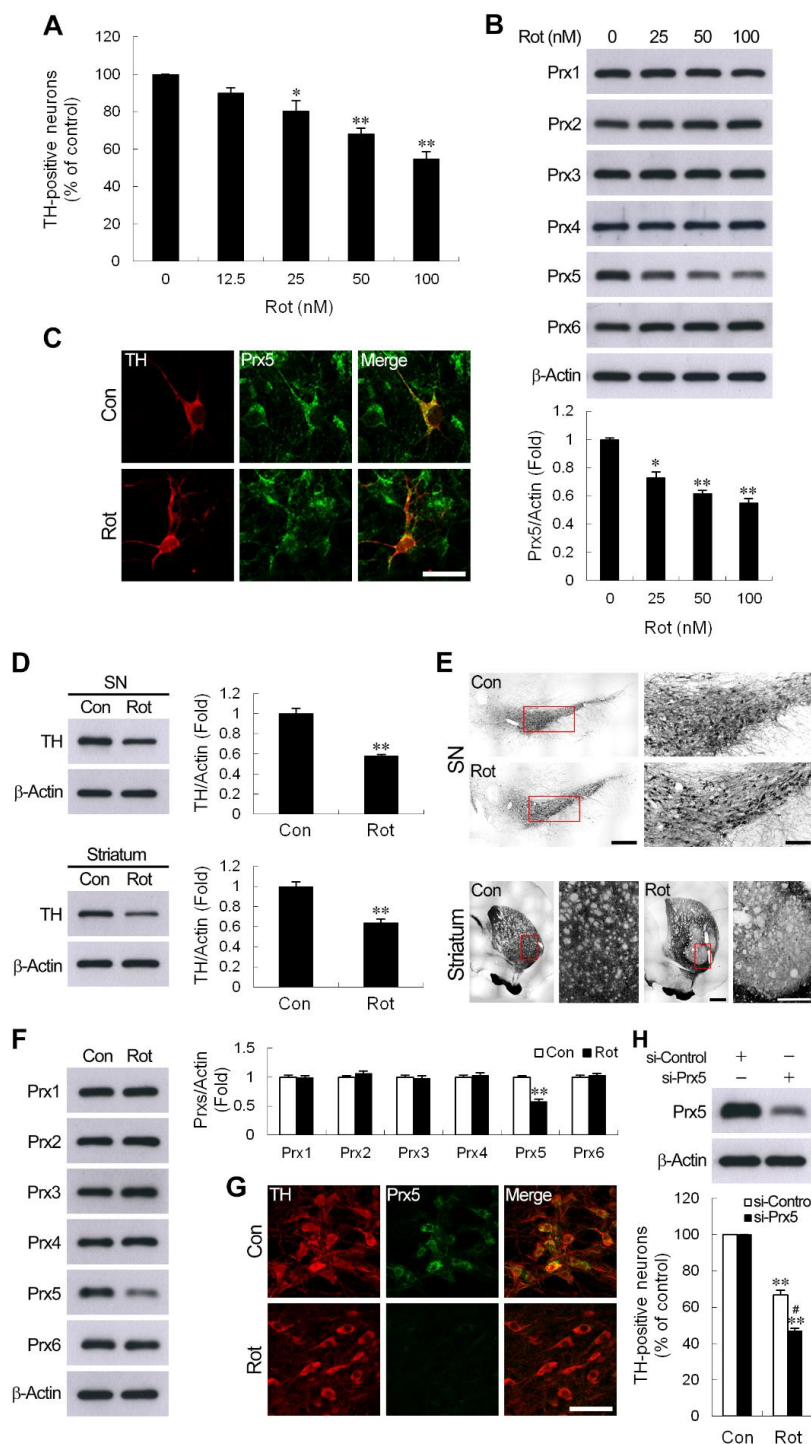 A
TH-positive neurons
(% of control)
120
100
80
60
40
20
0
*
**
**
0 12.5 25 50 100
Rot (nM)
B
Rot (nM) 0 25 50 100
Prx1
Prx2
Prx3
Prx4
Prx5
Prx6
β-Actin
Prx5/Actin (Fold)
1.2
1
0.8
0.6
0.4
0.2
0
*
**
**
0 25 50 100
Rot (nM)
C
TH Prx5 Merge
Con
Rot
D
SN
Con Rot
TH
β-Actin
TH/Actin (Fold)
1.2
1
0.8
0.6
0.4
0.2
0
**
Con Rot
Striatum
Con Rot
TH
β-Actin
TH/Actin (Fold)
1.2
1
0.8
0.6
0.4
0.2
0
**
Con Rot
E
SN
Con
Rot
Striatum
Con Rot
F
Con Rot
Prx1
Prx2
Prx3
Prx4
Prx5
Prx6
β-Actin
Prxs/Actin
(Fold)
Con Rot
1.5
1
0.5
0
**
Prx1 Prx2 Prx3 Prx4 Prx5 Prx6
G
TH Prx5 Merge
Con
Rot
H
si-Control + −
si-Prx5 − +
Prx5
β-Actin
TH-positive neurons
(% of control)
120
100
80
60
40
20
0
si-Contro
si-Prx5
**
#
**
Con Rot